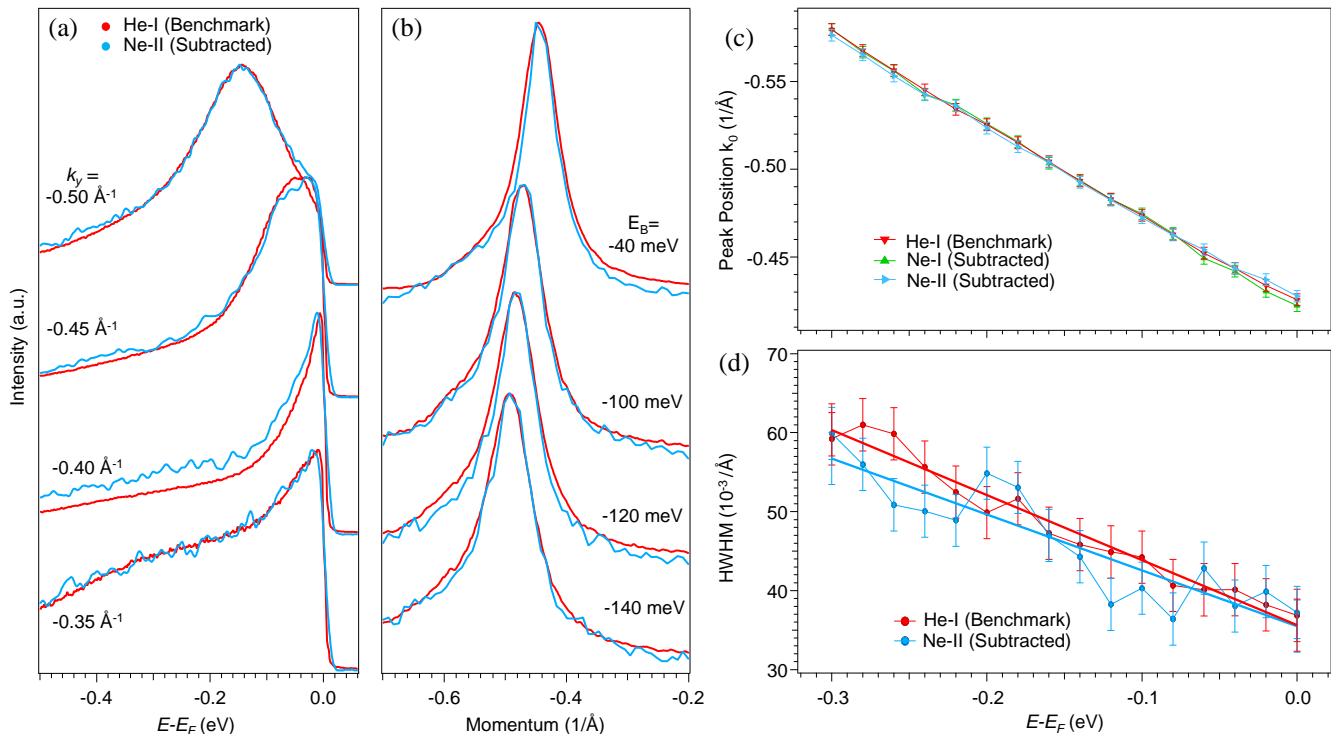 (a)
He-I (Benchmark)
Ne-II (Subtracted)
k_y =
-0.50 Å⁻¹
-0.45 Å⁻¹
-0.40 Å⁻¹
-0.35 Å⁻¹
Intensity (a.u.)
-0.4
-0.2
0.0
E-E_F (eV)
(b)
E_B=
-40 meV
-100 meV
-120 meV
-140 meV
-0.6
-0.4
-0.2
Momentum (1/Å)
(c)
Peak Position k₀ (1/Å)
-0.55
-0.50
-0.45
He-I (Benchmark)
Ne-I (Subtracted)
Ne-II (Subtracted)
(d)
HWHM (10⁻³/Å)
70
60
50
40
30
He-I (Benchmark)
Ne-II (Subtracted)
-0.3
-0.2
-0.1
0.0
E-E_F (eV)